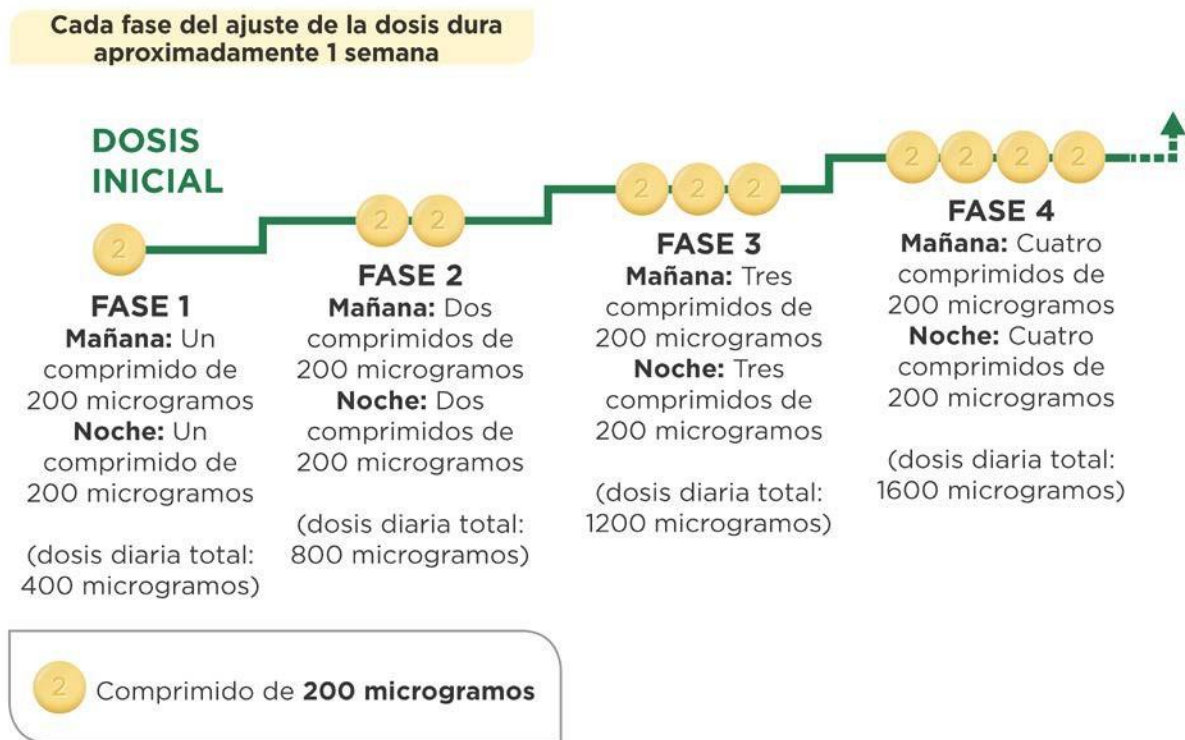 Cada fase del ajuste de la dosis dura
aproximadamente 1 semana
DOSIS
INICIAL
2
FASE 1
Mañana: Un
comprimido de
200 microgramos
Noche: Un
comprimido de
200 microgramos
(dosis diaria total:
400 microgramos)
2 2
FASE 2
Mañana: Dos
comprimidos de
200 microgramos
Noche: Dos
comprimidos de
200 microgramos
(dosis diaria total:
800 microgramos)
2 2 2
FASE 3
Mañana: Tres
comprimidos de
200 microgramos
Noche: Tres
comprimidos de
200 microgramos
(dosis diaria total:
1200 microgramos)
2 2 2 2
FASE 4
Mañana: Cuatro
comprimidos de
200 microgramos
Noche: Cuatro
comprimidos de
200 microgramos
(dosis diaria total:
1600 microgramos)
2 Comprimido de 200 microgramos